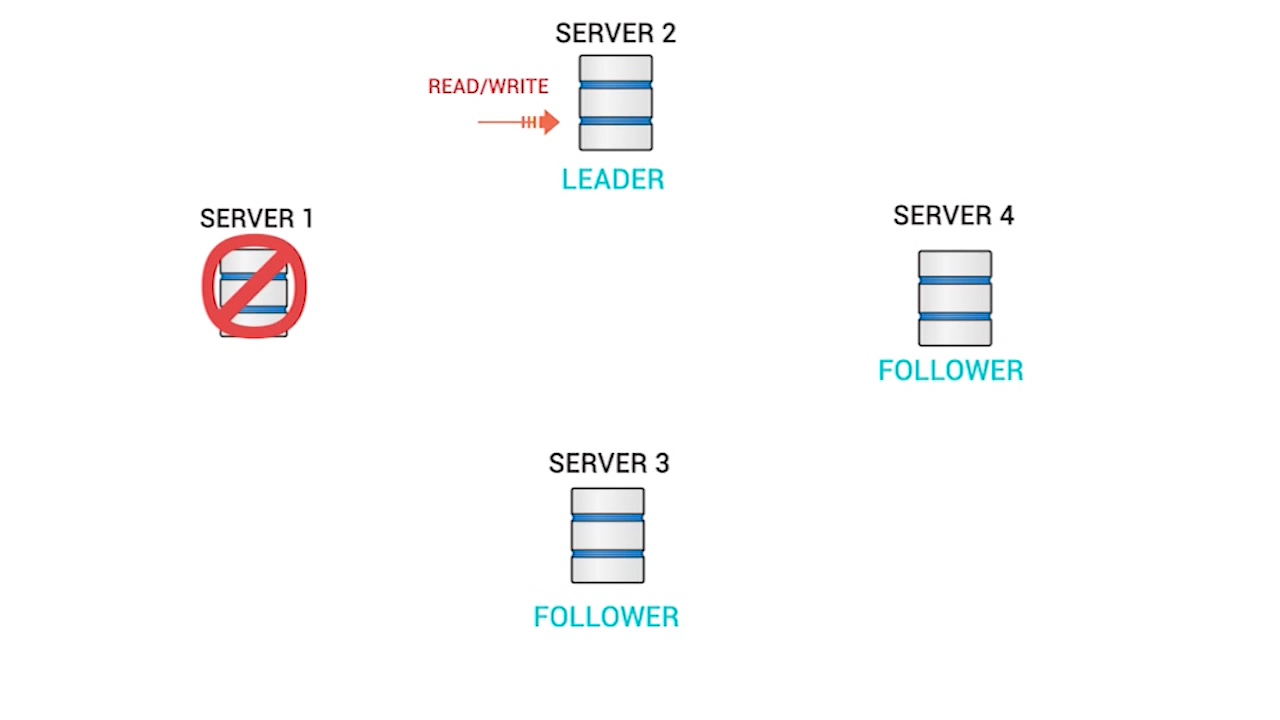 SERVER 2
READ/WRITE
LEADER
SERVER 1
SERVER 4
FOLLOWER
SERVER 3
FOLLOWER